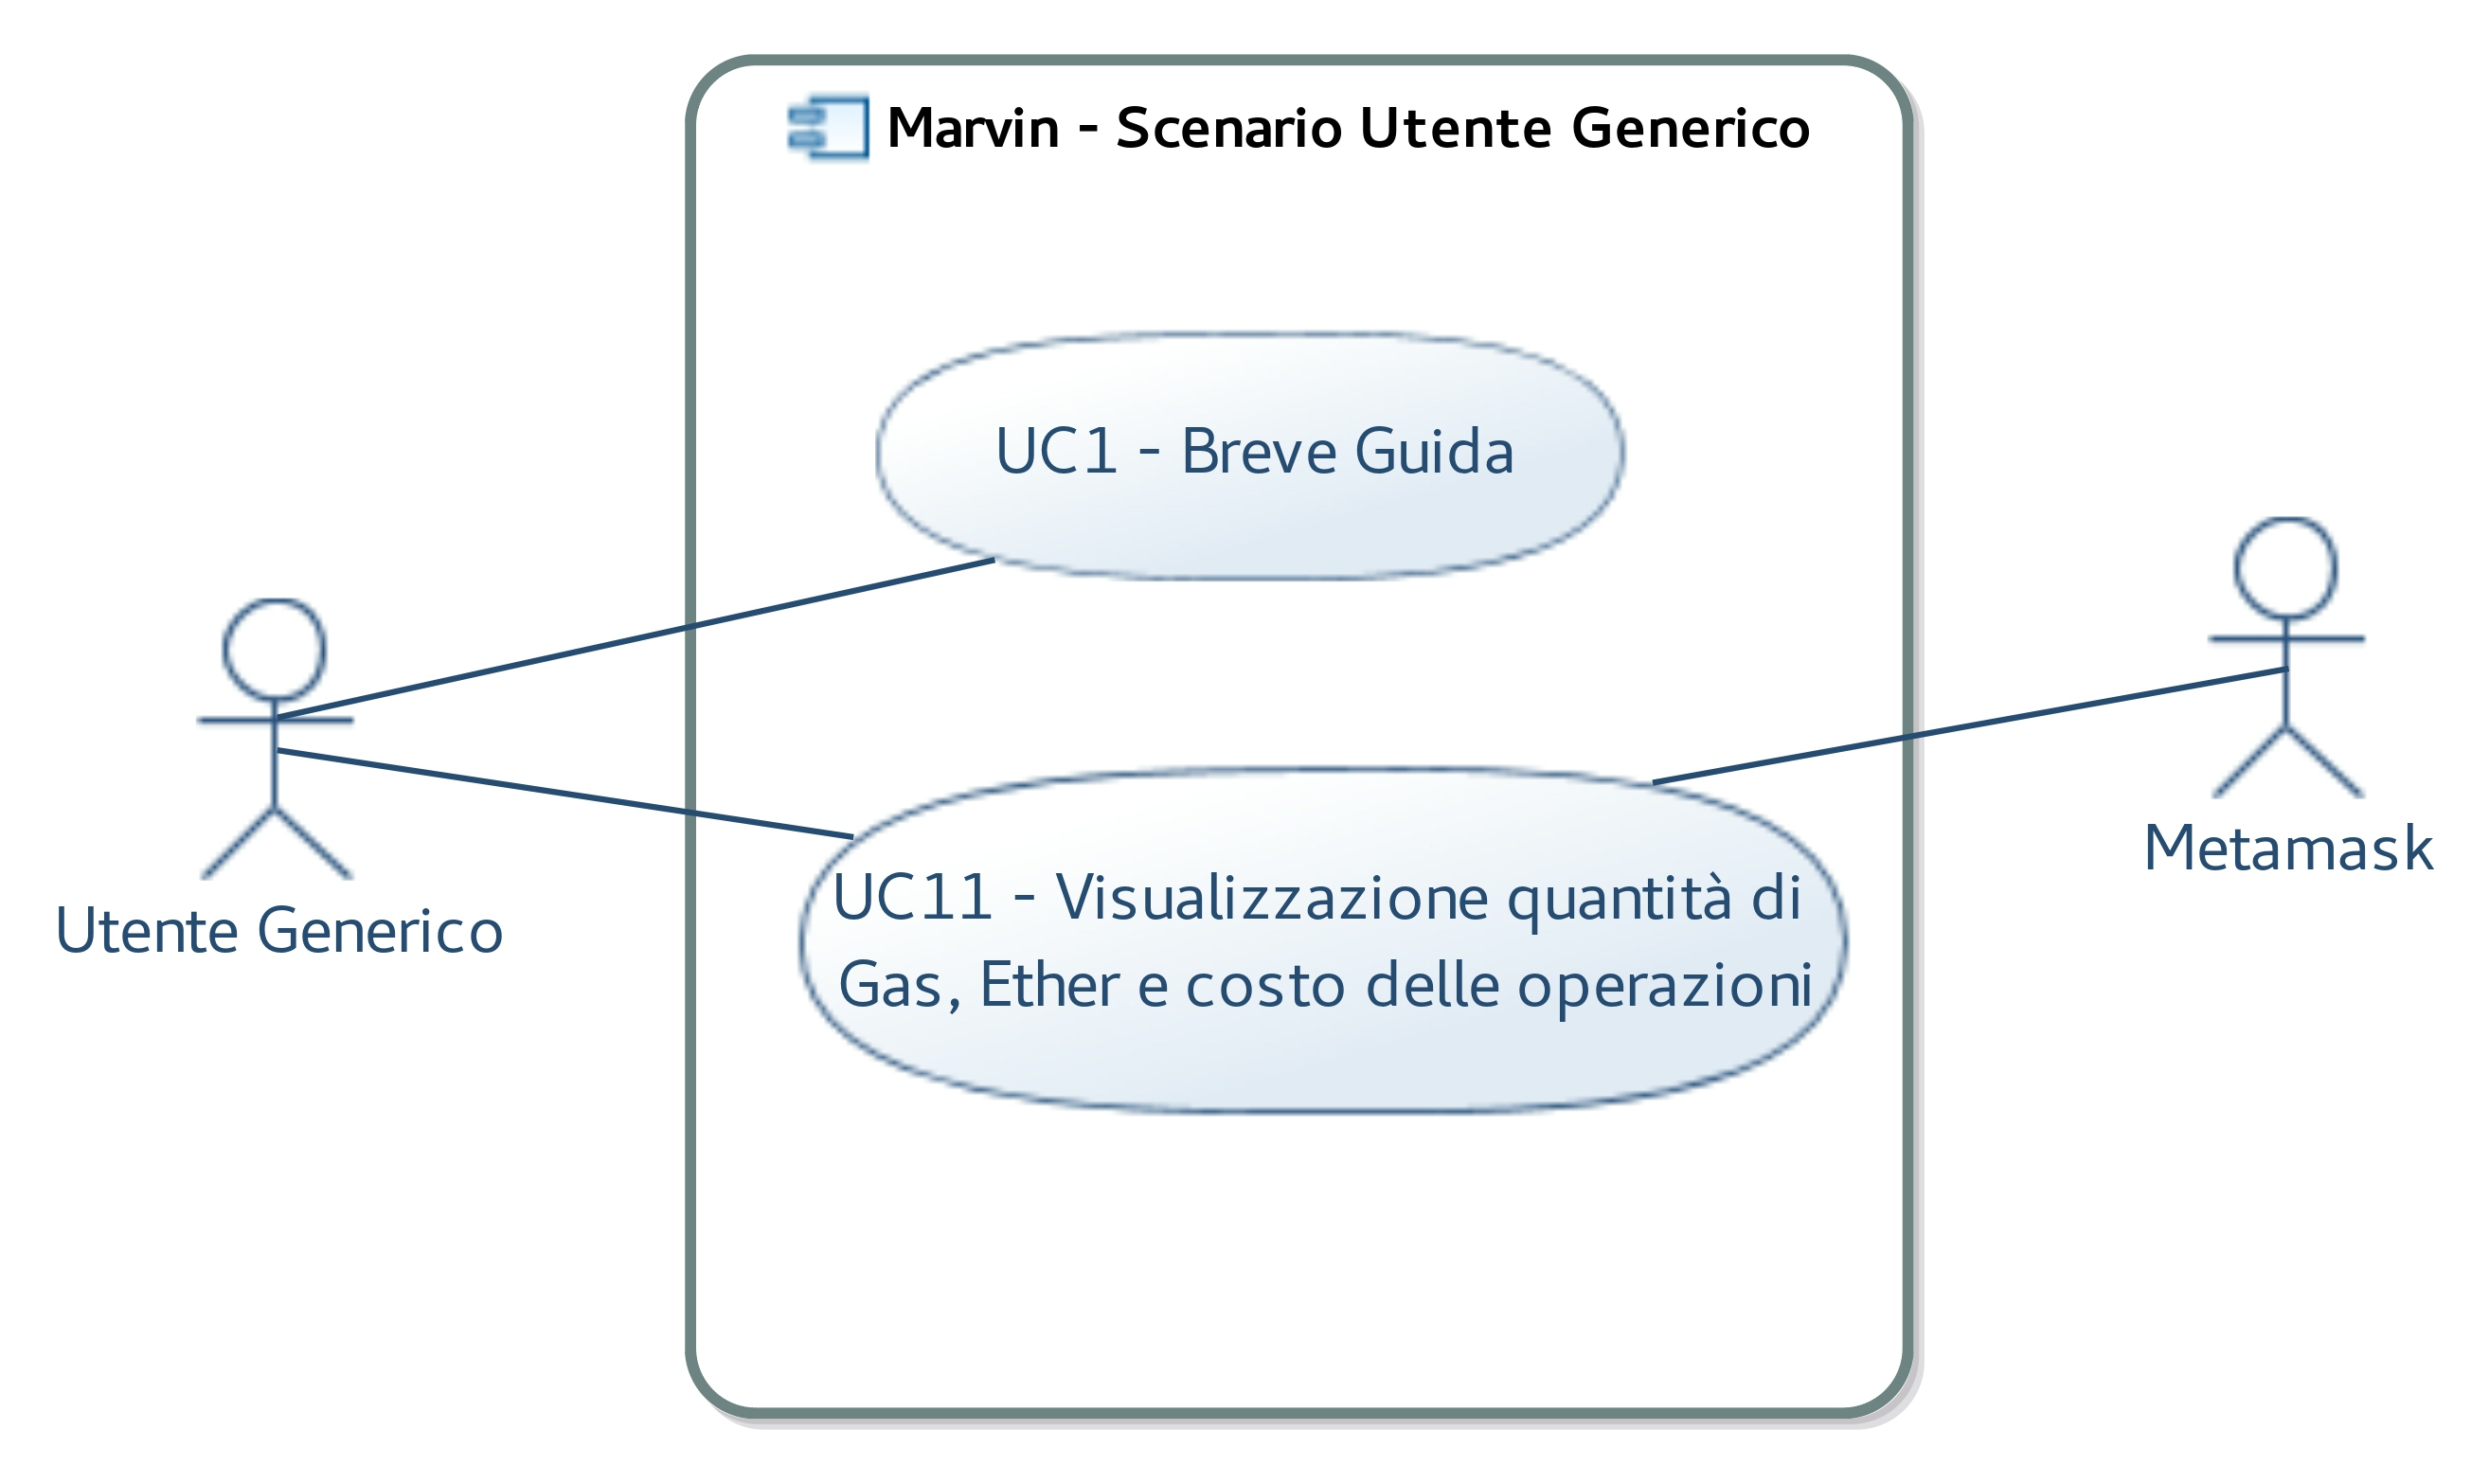 Marvin - Scenario Utente Generico
UC1 - Breve Guida
Utente Generico
UC11 - Visualizzazione quantità di
Gas, Ether e costo delle operazioni
Metamask